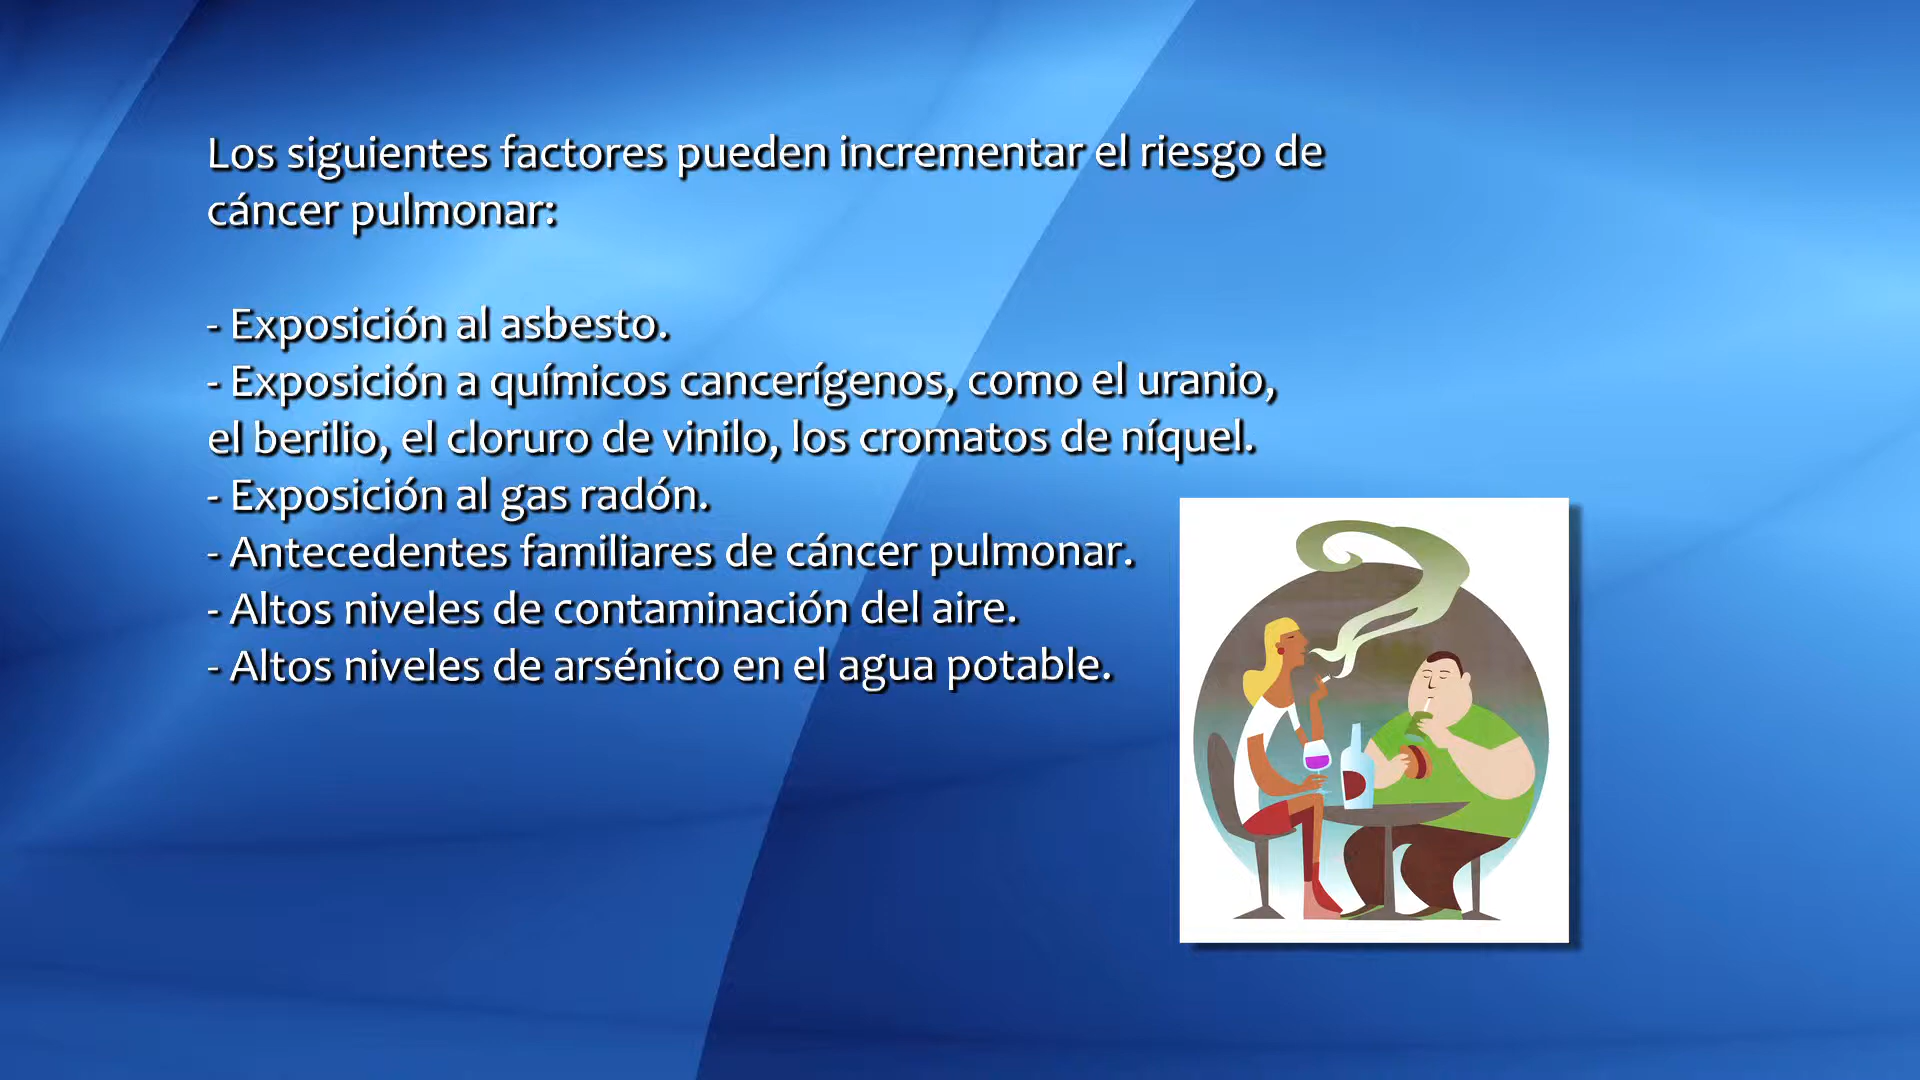 Los siguientes factores pueden incrementar el riesgo de
cáncer pulmonar:
- Exposición al asbesto.
- Exposición a químicos cancerígenos, como el uranio,
el berilio, el cloruro de vinilo, los cromatos de níquel.
- Exposición al gas radón.
- Antecedentes familiares de cáncer pulmonar.
- Altos niveles de contaminación del aire.
- Altos niveles de arsénico en el agua potable.